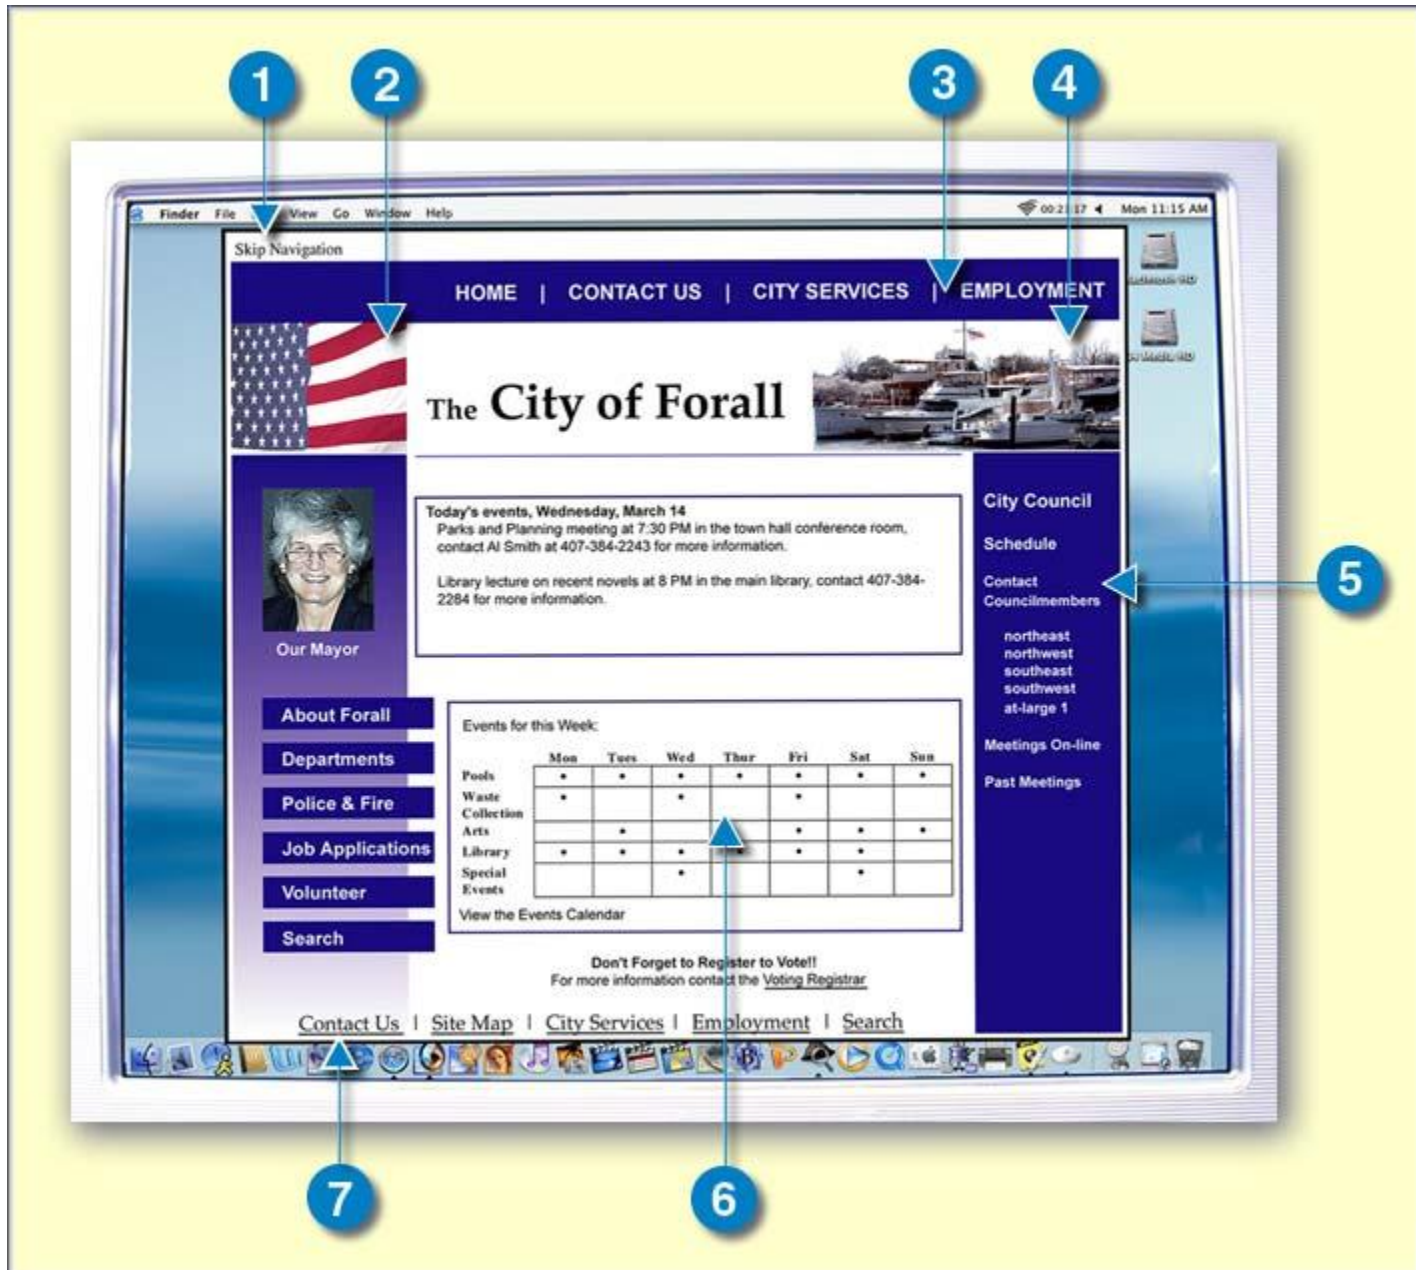 1
2
3
4
Finder File View Go Window Help
00:21:17 Mon 11:15 AM
Skip Navigation
HOME | CONTACT US | CITY SERVICES | EMPLOYMENT
The City of Forall
Today's events, Wednesday, March 14
Parks and Planning meeting at 7:30 PM in the town hall conference room,
contact Al Smith at 407-384-2243 for more information.
Library lecture on recent novels at 8 PM in the main library, contact 407-384-
2284 for more information.
Our Mayor
About Forall
Departments
Police & Fire
Job Applications
Volunteer
Search
Events for this Week:
Mon Tues Wed Thur Fri Sat Sun
Pools • • • • • • •
Waste • • •
Collection
Arts • • • •
Library • • • • • •
Special • •
Events
View the Events Calendar
City Council
Schedule
Contact
Councilmembers
northeast
northwest
southeast
southwest
at-large 1
Meetings On-line
Past Meetings
5
Don't Forget to Register to Vote!!
For more information contact the Voting Registrar
Contact Us | Site Map | City Services | Employment | Search
7
6